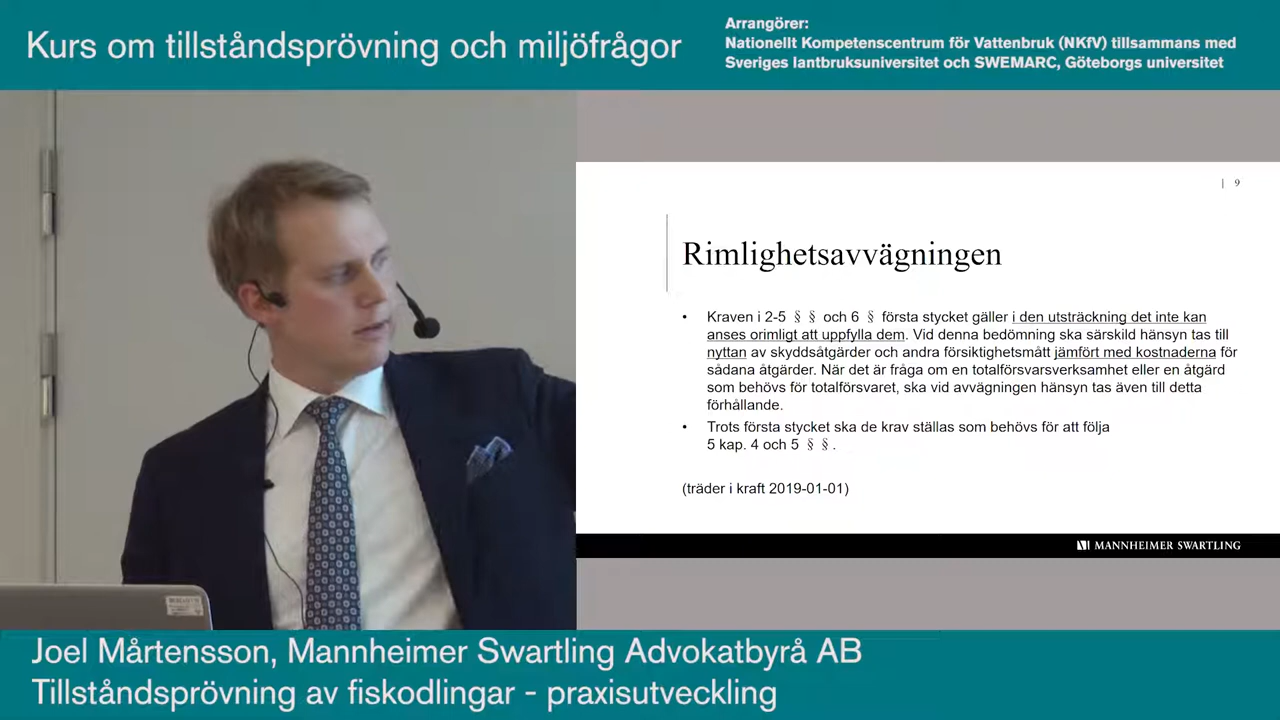 Kurs om tillståndsprövning och miljöfrågor
Arrangörer:
Nationellt Kompetenscentrum för Vattenbruk (NKfV) tillsammans med
Sveriges lantbruksuniversitet och SWEMARC, Göteborgs universitet
| 9
Rimlighetsavvägningen
• Kraven i 2-5 § § och 6 § första stycket gäller i den utsträckning det inte kan
anses orimligt att uppfylla dem. Vid denna bedömning ska särskild hänsyn tas till
nyttan av skyddsåtgärder och andra försiktighetsmått jämfört med kostnaderna för
sådana åtgärder. När det är fråga om en totalförsvarsverksamhet eller en åtgärd
som behövs för totalförsvaret, ska vid avvägningen hänsyn tas även till detta
förhållande.
• Trots första stycket ska de krav ställas som behövs för att följa
5 kap. 4 och 5 § § .
(träder i kraft 2019-01-01)
MANNHEIMER SWARTLING
Joel Mårtensson, Mannheimer Swartling Advokatbyrå AB
Tillståndsprövning av fiskodlingar - praxisutveckling